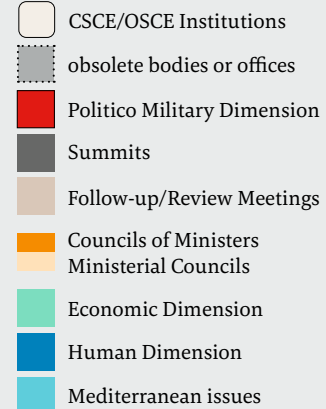 CSCE/OSCE Institutions
obsolete bodies or offices
Politico Military Dimension
Summits
Follow-up/Review Meetings
Councils of Ministers
Ministerial Councils
Economic Dimension
Human Dimension
Mediterranean issues